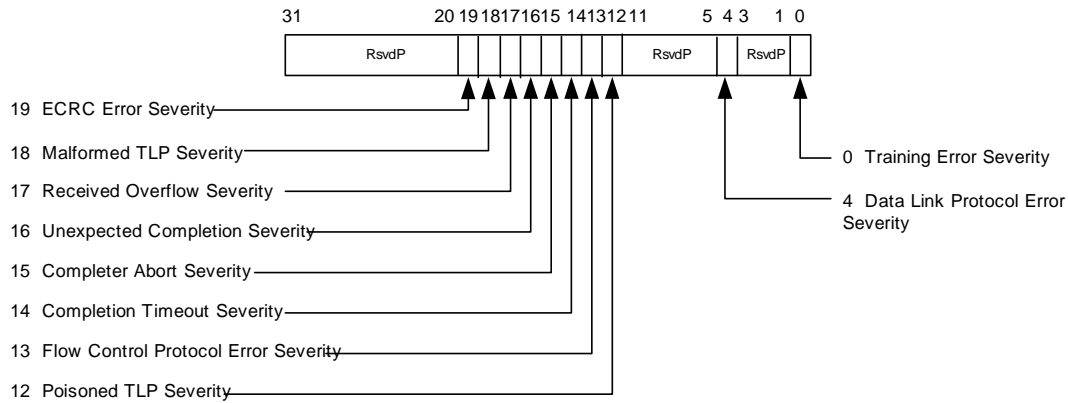 31 20 19 18 17 16 15 14 13 12 11 5 4 3 1 0
RsvdP RsvdP RsvdP
19 ECRC Error Severity
18 Malformed TLP Severity
17 Received Overflow Severity
16 Unexpected Completion Severity
15 Completer Abort Severity
14 Completion Timeout Severity
13 Flow Control Protocol Error Severity
12 Poisoned TLP Severity
0 Training Error Severity
4 Data Link Protocol Error
Severity